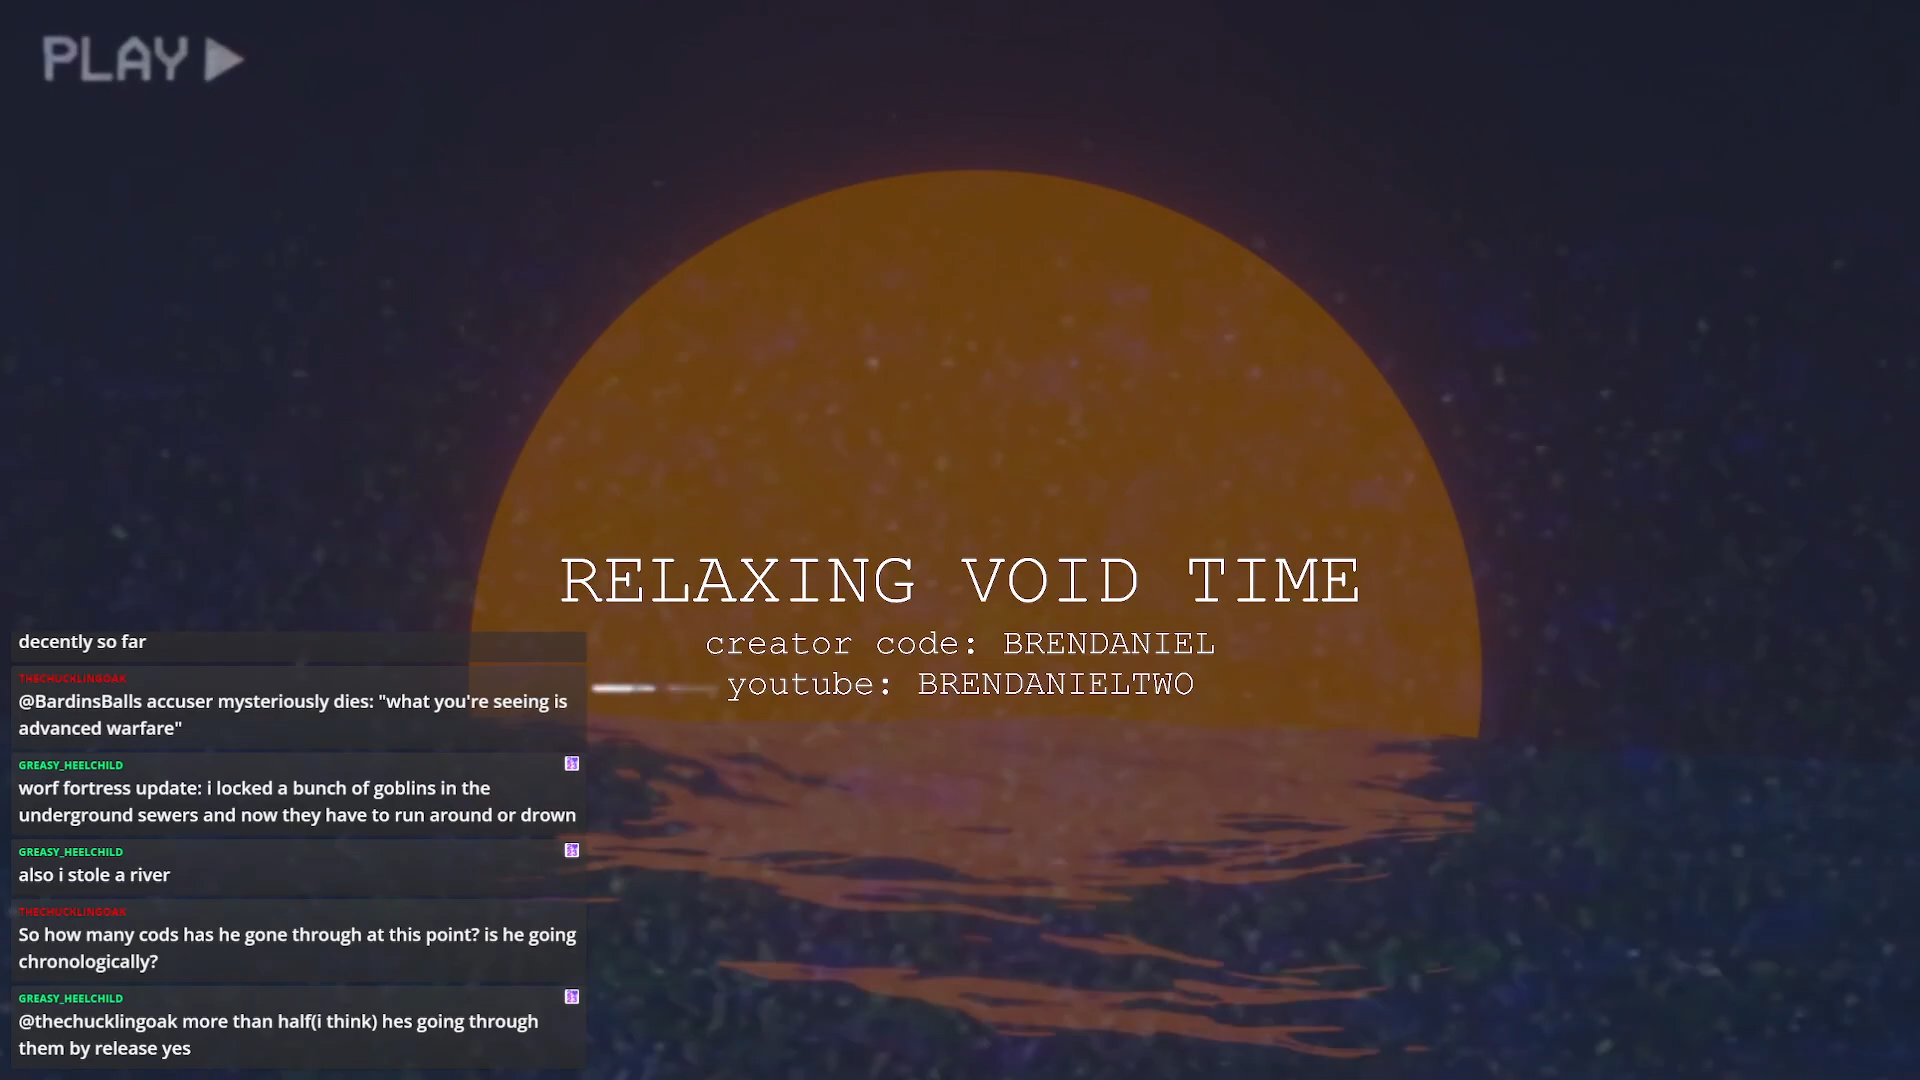 PLAY
RELAXING VOID TIME
creator code: BRENDANIEL
youtube: BRENDANIELTWO
decently so far
THECHUCKLINGOAK
@BardinsBalls accuser mysteriously dies: "what you're seeing is
advanced warfare"
GREASY_HEELCHILD
worf fortress update: i locked a bunch of goblins in the
underground sewers and now they have to run around or drown
GREASY_HEELCHILD
also i stole a river
THECHUCKLINGOAK
So how many cods has he gone through at this point? is he going
chronologically?
GREASY_HEELCHILD
@thechucklingoak more than half(i think) hes going through
them by release yes